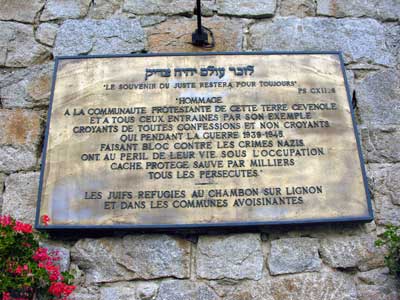 לזכר עולם יהיה צדיק
"LE SOUVENIR DU JUSTE RESTERA POUR TOUJOURS"
PS CXII:6
"HOMMAGE
A LA COMMUNAUTE PROTESTANTE DE CETTE TERRE CEVENOLE
ET A TOUS CEUX ENTRAINES PAR SON EXEMPLE
CROYANTS DE TOUTES CONFESSIONS ET NON CROYANTS
QUI PENDANT LA GUERRE 1939-1945
FAISANT BLOC CONTRE LES CRIMES NAZIS
ONT AU PERIL DE LEUR VIE SOUS L'OCCUPATION
CACHE, PROTEGE, SAUVE PAR MILLIERS
TOUS LES PERSECUTES"
LES JUIFS REFUGIES AU CHAMBON SUR LIGNON
ET DANS LES COMMUNES AVOISINANTES